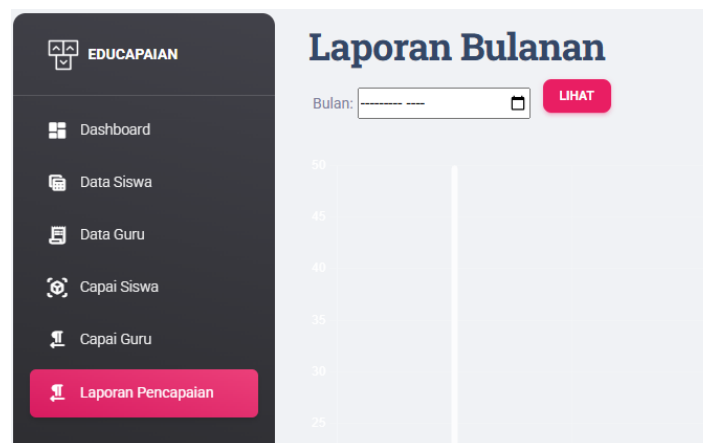 EDUCAPAIAN
Dashboard
Data Siswa
Data Guru
Capai Siswa
Capai Guru
Laporan Pencapaian
Laporan Bulanan
Bulan: --------- ----
LIHAT
50
45
40
35
30
25